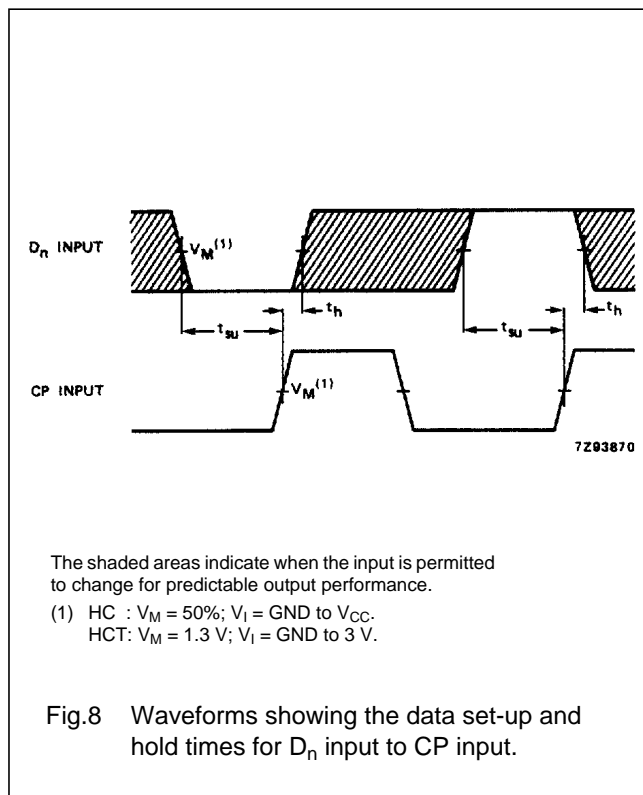 Dn INPUT
VM(1)
th
tsu
tsu
th
CP INPUT
VM(1)
7Z93870
The shaded areas indicate when the input is permitted
to change for predictable output performance.
(1) HC : VM = 50%; VI = GND to VCC.
HCT: VM = 1.3 V; VI = GND to 3 V.
Fig.8 Waveforms showing the data set-up and
hold times for Dn input to CP input.